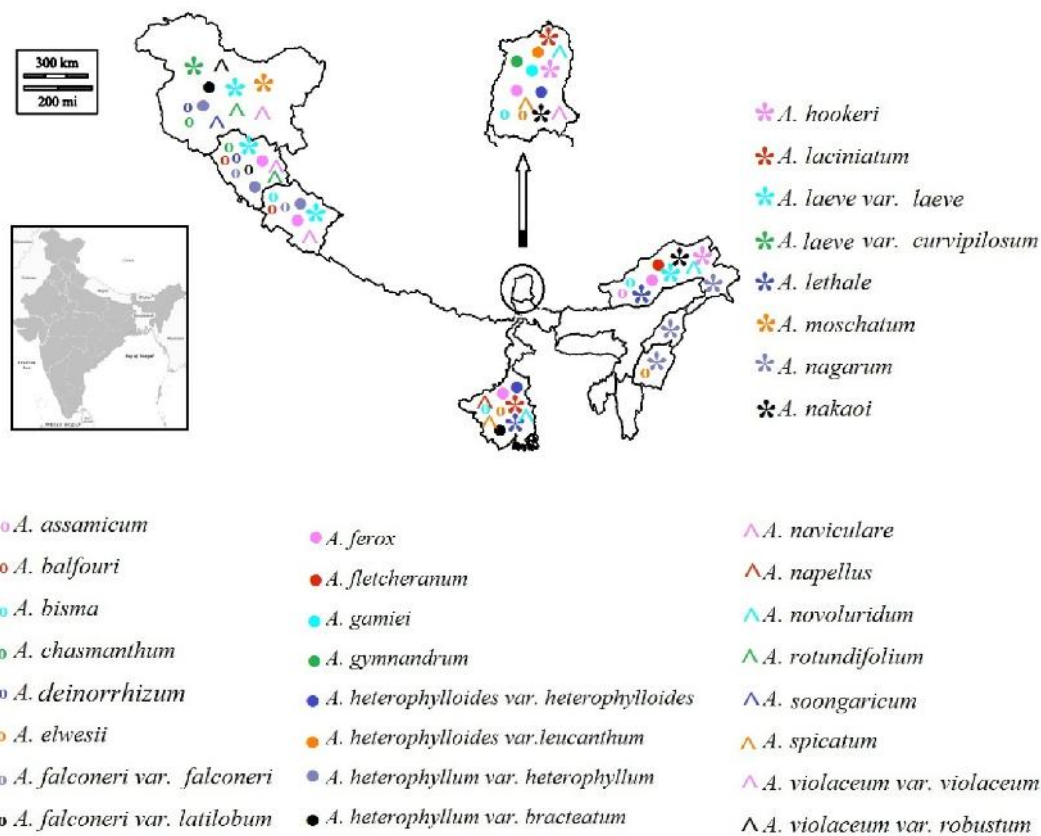 300 km
200 mi
A. hookeri
A. laciniatum
A. laeve var. laeve
A. laeve var. curvipilosum
A. lethale
A. moschatum
A. nagarum
A. nakaoi
A. assamicum
A. balfouri
A. bisma
A. chasmanthum
A. deinorrhizum
A. elwesii
A. falconeri var. falconeri
A. falconeri var. latilobum
A. ferox
A. fletcheranum
A. gamiei
A. gymnandrum
A. heterophylloides var. heterophylloides
A. heterophylloides var.leucanthum
A. heterophyllum var. heterophyllum
A. heterophyllum var. bracteatum
A. naviculare
A. napellus
A. novoluridum
A. rotundifolium
A. soongaricum
A. spicatum
A. violaceum var. violaceum
A. violaceum var. robustum